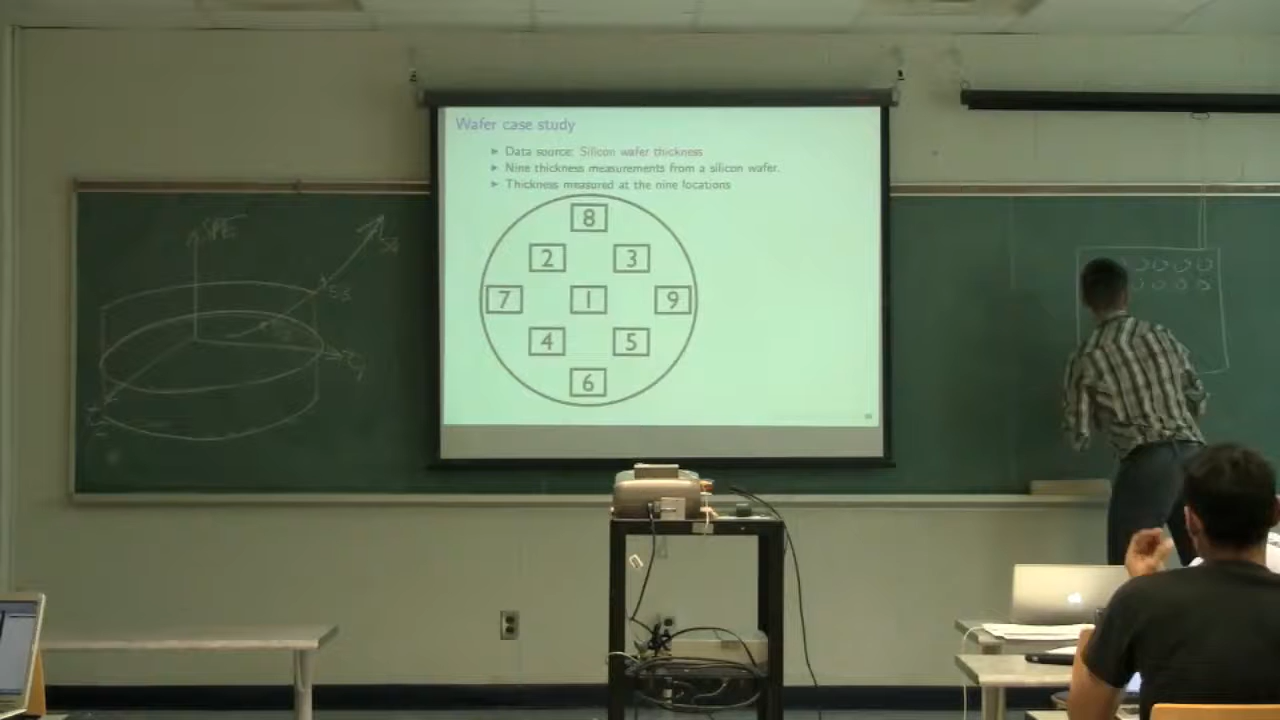 SPE
Wafer case study
Data source: Silicon wafer thickness
Nine thickness measurements from a silicon wafer.
Thickness measured at the nine locations
8
2 3
7 1 9
4 5
6